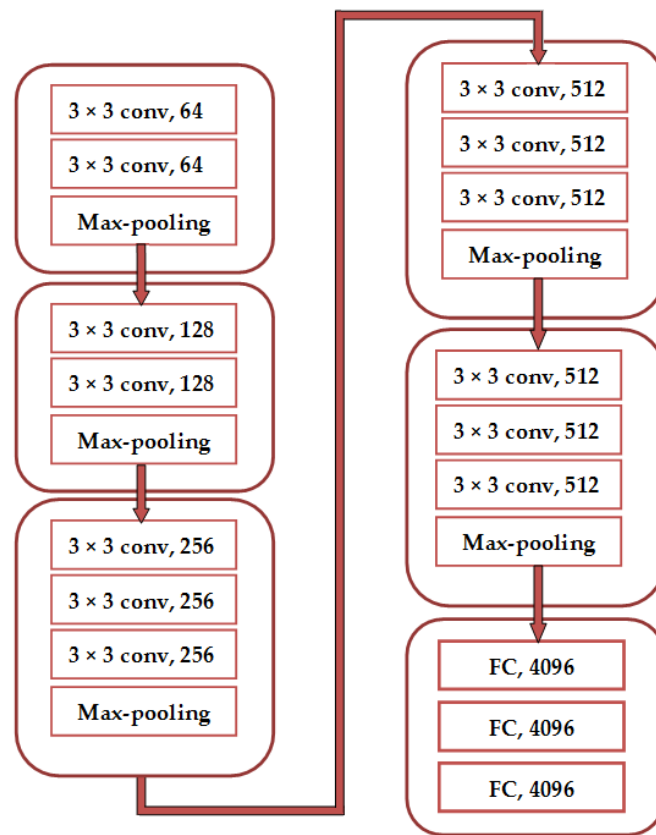 3 × 3 conv, 64
3 × 3 conv, 64
Max-pooling
3 × 3 conv, 128
3 × 3 conv, 128
Max-pooling
3 × 3 conv, 256
3 × 3 conv, 256
3 × 3 conv, 256
Max-pooling
3 × 3 conv, 512
3 × 3 conv, 512
3 × 3 conv, 512
Max-pooling
3 × 3 conv, 512
3 × 3 conv, 512
3 × 3 conv, 512
Max-pooling
FC, 4096
FC, 4096
FC, 4096